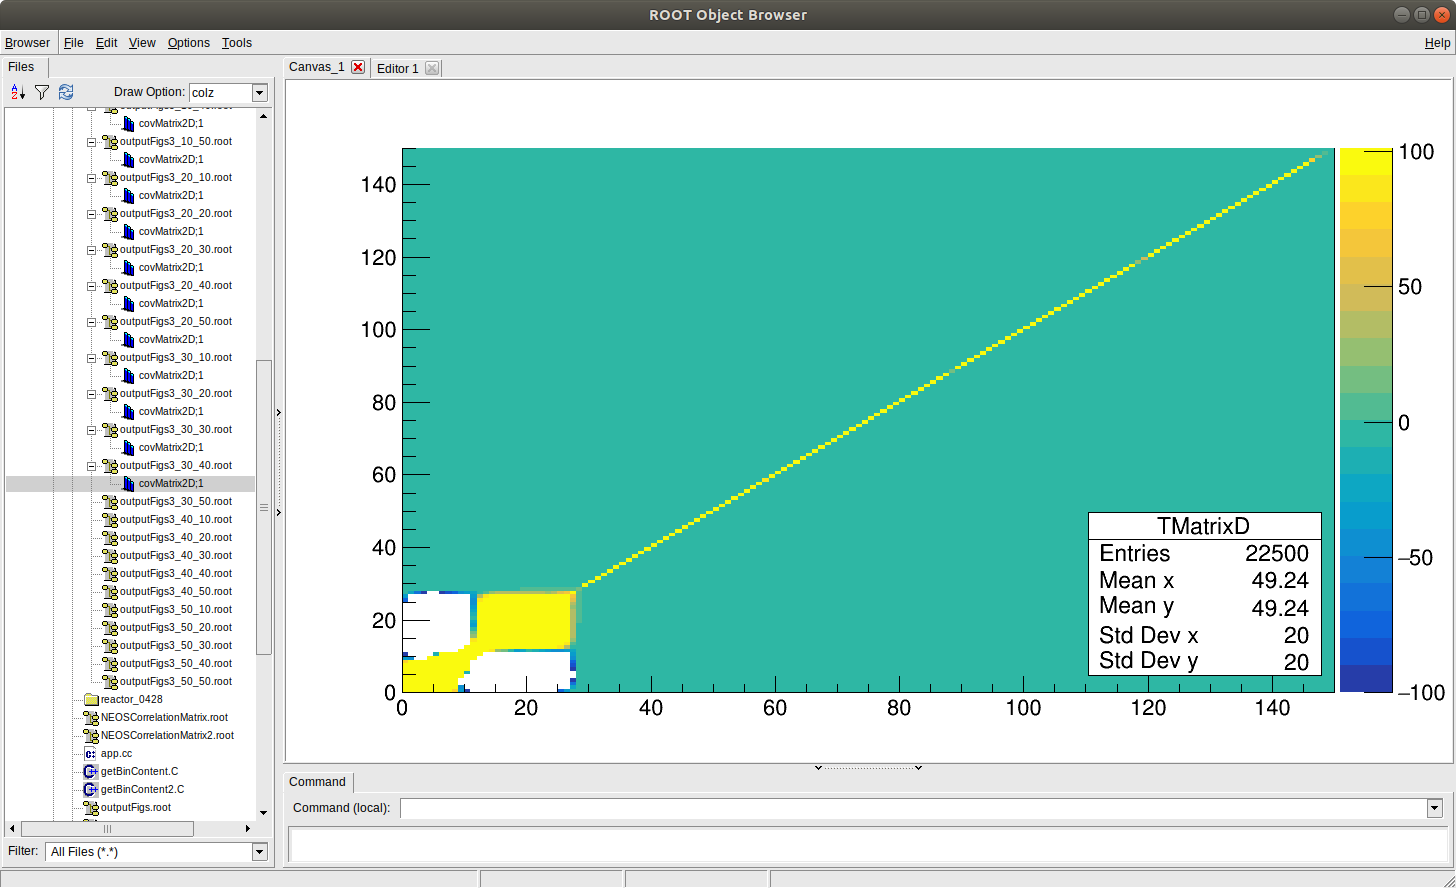 ROOT Object Browser
Browser File Edit View Options Tools Help
Files
Draw Option: colz
covMatrix2D;1
outputFigs3_10_50.root
covMatrix2D;1
outputFigs3_20_10.root
covMatrix2D;1
outputFigs3_20_20.root
covMatrix2D;1
outputFigs3_20_30.root
covMatrix2D;1
outputFigs3_20_40.root
covMatrix2D;1
outputFigs3_20_50.root
covMatrix2D;1
outputFigs3_30_10.root
covMatrix2D;1
outputFigs3_30_20.root
covMatrix2D;1
outputFigs3_30_30.root
covMatrix2D;1
outputFigs3_30_40.root
covMatrix2D;1
outputFigs3_30_50.root
outputFigs3_40_10.root
outputFigs3_40_20.root
outputFigs3_40_30.root
outputFigs3_40_40.root
outputFigs3_40_50.root
outputFigs3_50_10.root
outputFigs3_50_20.root
outputFigs3_50_30.root
outputFigs3_50_40.root
outputFigs3_50_50.root
reactor_0428
NEOSCorrelationMatrix.root
NEOSCorrelationMatrix2.root
app.cc
getBinContent.C
getBinContent2.C
outputFigs.root
Filter: All Files (*.*)
Canvas_1 Editor 1
140
120
100
80
60
40
20
0
0 20 40 60 80 100 120 140
100
50
0
−50
−100
TMatrixD
Entries 22500
Mean x 49.24
Mean y 49.24
Std Dev x 20
Std Dev y 20
Command
Command (local):